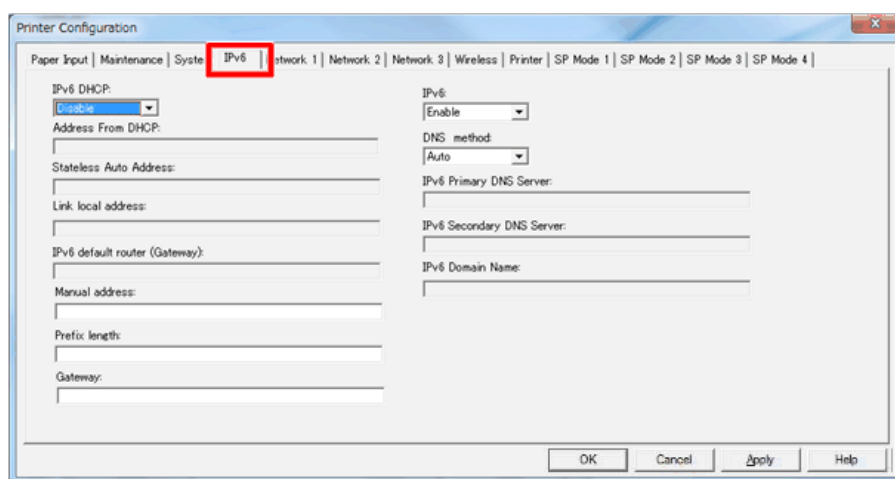 Printer Configuration
Paper Input | Maintenance | Syste IPv6 etwork 1 | Network 2 | Network 3 | Wireless | Printer | SP Mode 1 | SP Mode 2 | SP Mode 3 | SP Mode 4 |
IPv6 DHCP:
Disable
Address From DHCP:
Stateless Auto Address:
Link local address:
IPv6 default router (Gateway):
Manual address:
Prefix length:
Gateway:
IPv6:
Enable
DNS method:
Auto
IPv6 Primary DNS Server:
IPv6 Secondary DNS Server:
IPv6 Domain Name:
OK Cancel Apply Help